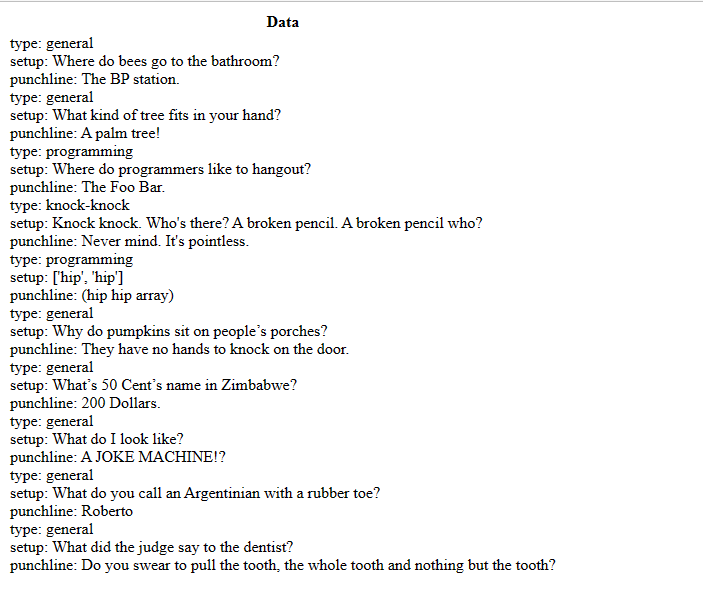 Data
type: general
setup: Where do bees go to the bathroom?
punchline: The BP station.
type: general
setup: What kind of tree fits in your hand?
punchline: A palm tree!
type: programming
setup: Where do programmers like to hangout?
punchline: The Foo Bar.
type: knock-knock
setup: Knock knock. Who's there? A broken pencil. A broken pencil who?
punchline: Never mind. It's pointless.
type: programming
setup: ['hip', 'hip']
punchline: (hip hip array)
type: general
setup: Why do pumpkins sit on people’s porches?
punchline: They have no hands to knock on the door.
type: general
setup: What’s 50 Cent’s name in Zimbabwe?
punchline: 200 Dollars.
type: general
setup: What do I look like?
punchline: A JOKE MACHINE!?
type: general
setup: What do you call an Argentinian with a rubber toe?
punchline: Roberto
type: general
setup: What did the judge say to the dentist?
punchline: Do you swear to pull the tooth, the whole tooth and nothing but the tooth?